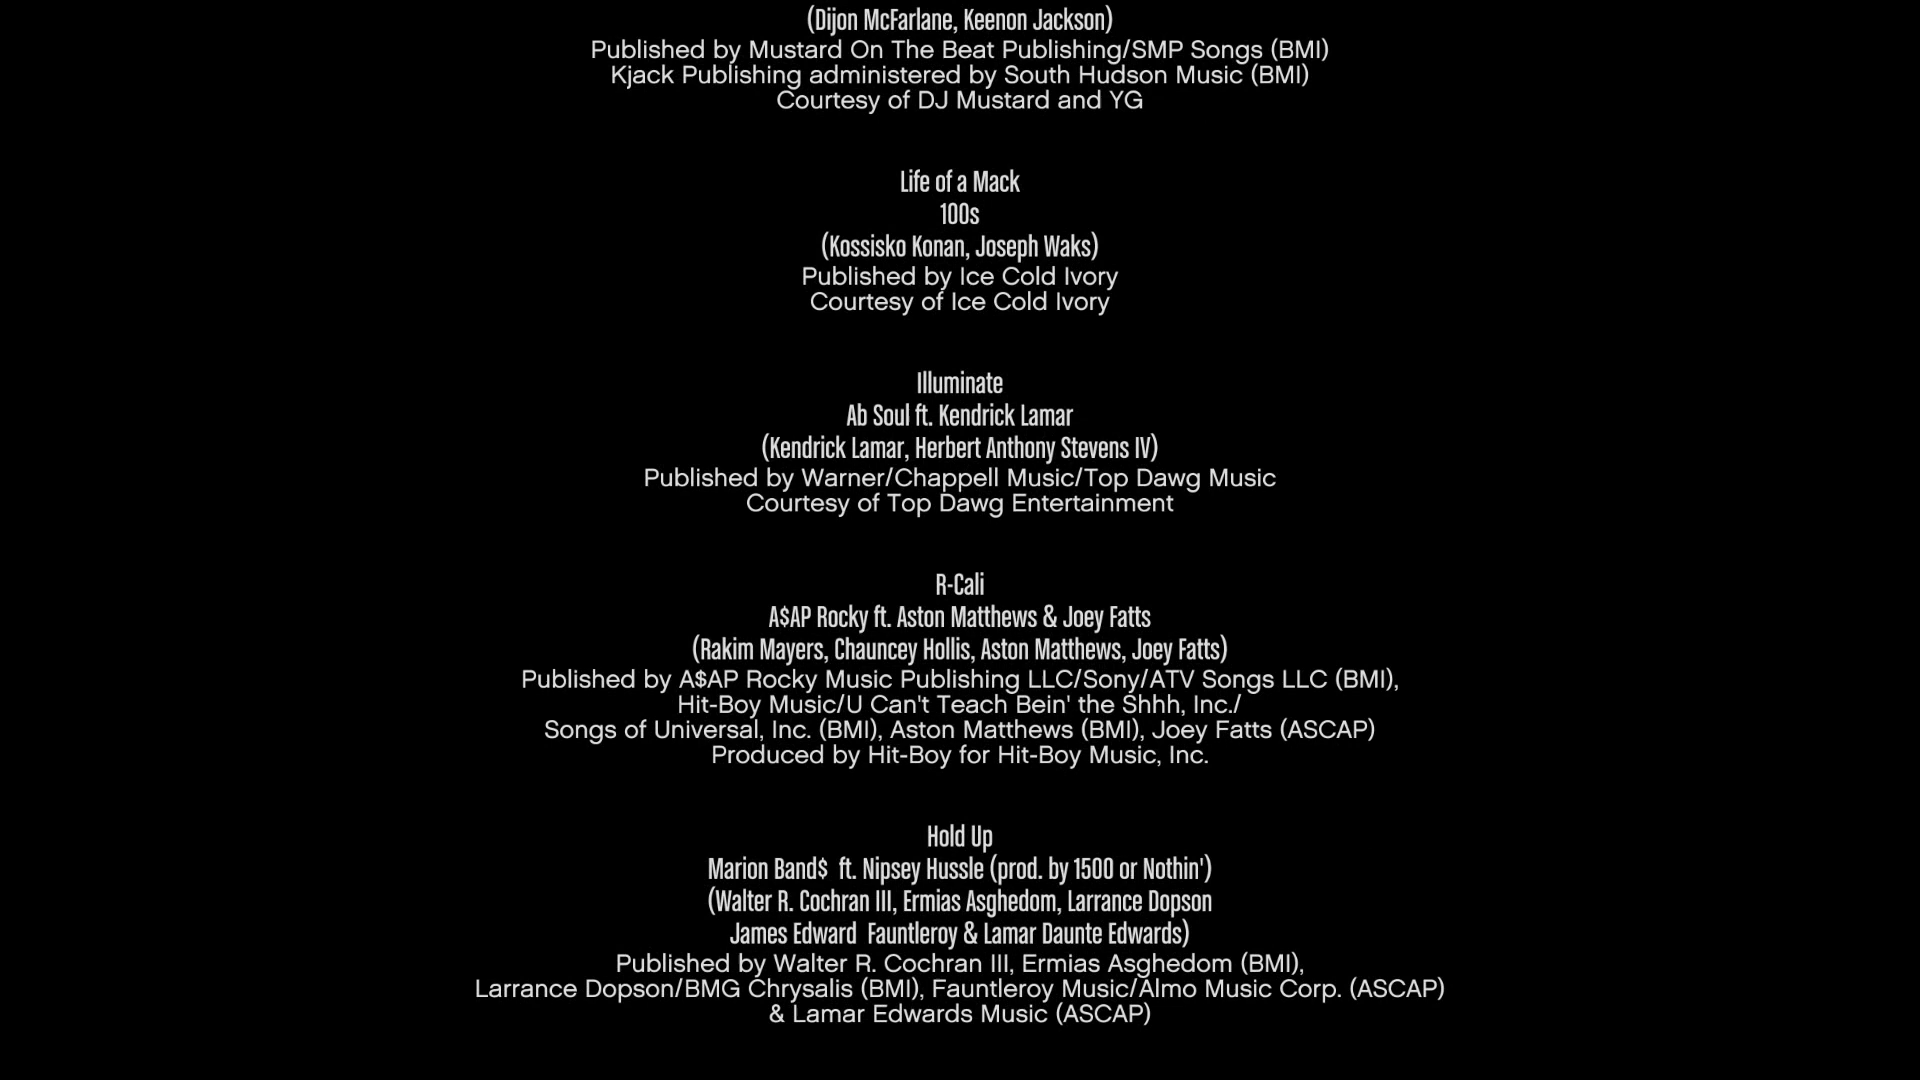 (Dijon McFarlane, Keenon Jackson)
Published by Mustard On The Beat Publishing/SMP Songs (BMI)
Kjack Publishing administered by South Hudson Music (BMI)
Courtesy of DJ Mustard and YG
Life of a Mack
100s
(Kossisko Konan, Joseph Waks)
Published by Ice Cold Ivory
Courtesy of Ice Cold Ivory
Illuminate
Ab Soul ft. Kendrick Lamar
(Kendrick Lamar, Herbert Anthony Stevens IV)
Published by Warner/Chappell Music/Top Dawg Music
Courtesy of Top Dawg Entertainment
R-Cali
A$AP Rocky ft. Aston Matthews & Joey Fatts
(Rakim Mayers, Chauncey Hollis, Aston Matthews, Joey Fatts)
Published by A$AP Rocky Music Publishing LLC/Sony/ATV Songs LLC (BMI),
Hit-Boy Music/U Can't Teach Bein' the Shhh, Inc./
Songs of Universal, Inc. (BMI), Aston Matthews (BMI), Joey Fatts (ASCAP)
Produced by Hit-Boy for Hit-Boy Music, Inc.
Hold Up
Marion Band$  ft. Nipsey Hussle (prod. by 1500 or Nothin')
(Walter R. Cochran III, Ermias Asghedom, Larrance Dopson
James Edward  Fauntleroy & Lamar Daunte Edwards)
Published by Walter R. Cochran III, Ermias Asghedom (BMI),
Larrance Dopson/BMG Chrysalis (BMI), Fauntleroy Music/Almo Music Corp. (ASCAP)
& Lamar Edwards Music (ASCAP)